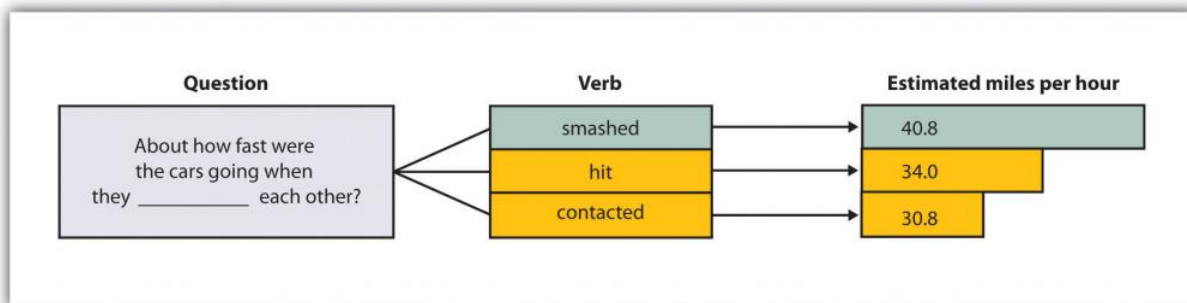 Question
Verb
Estimated miles per hour
About how fast were
the cars going when
they __________ each other?
smashed
hit
contacted
40.8
34.0
30.8